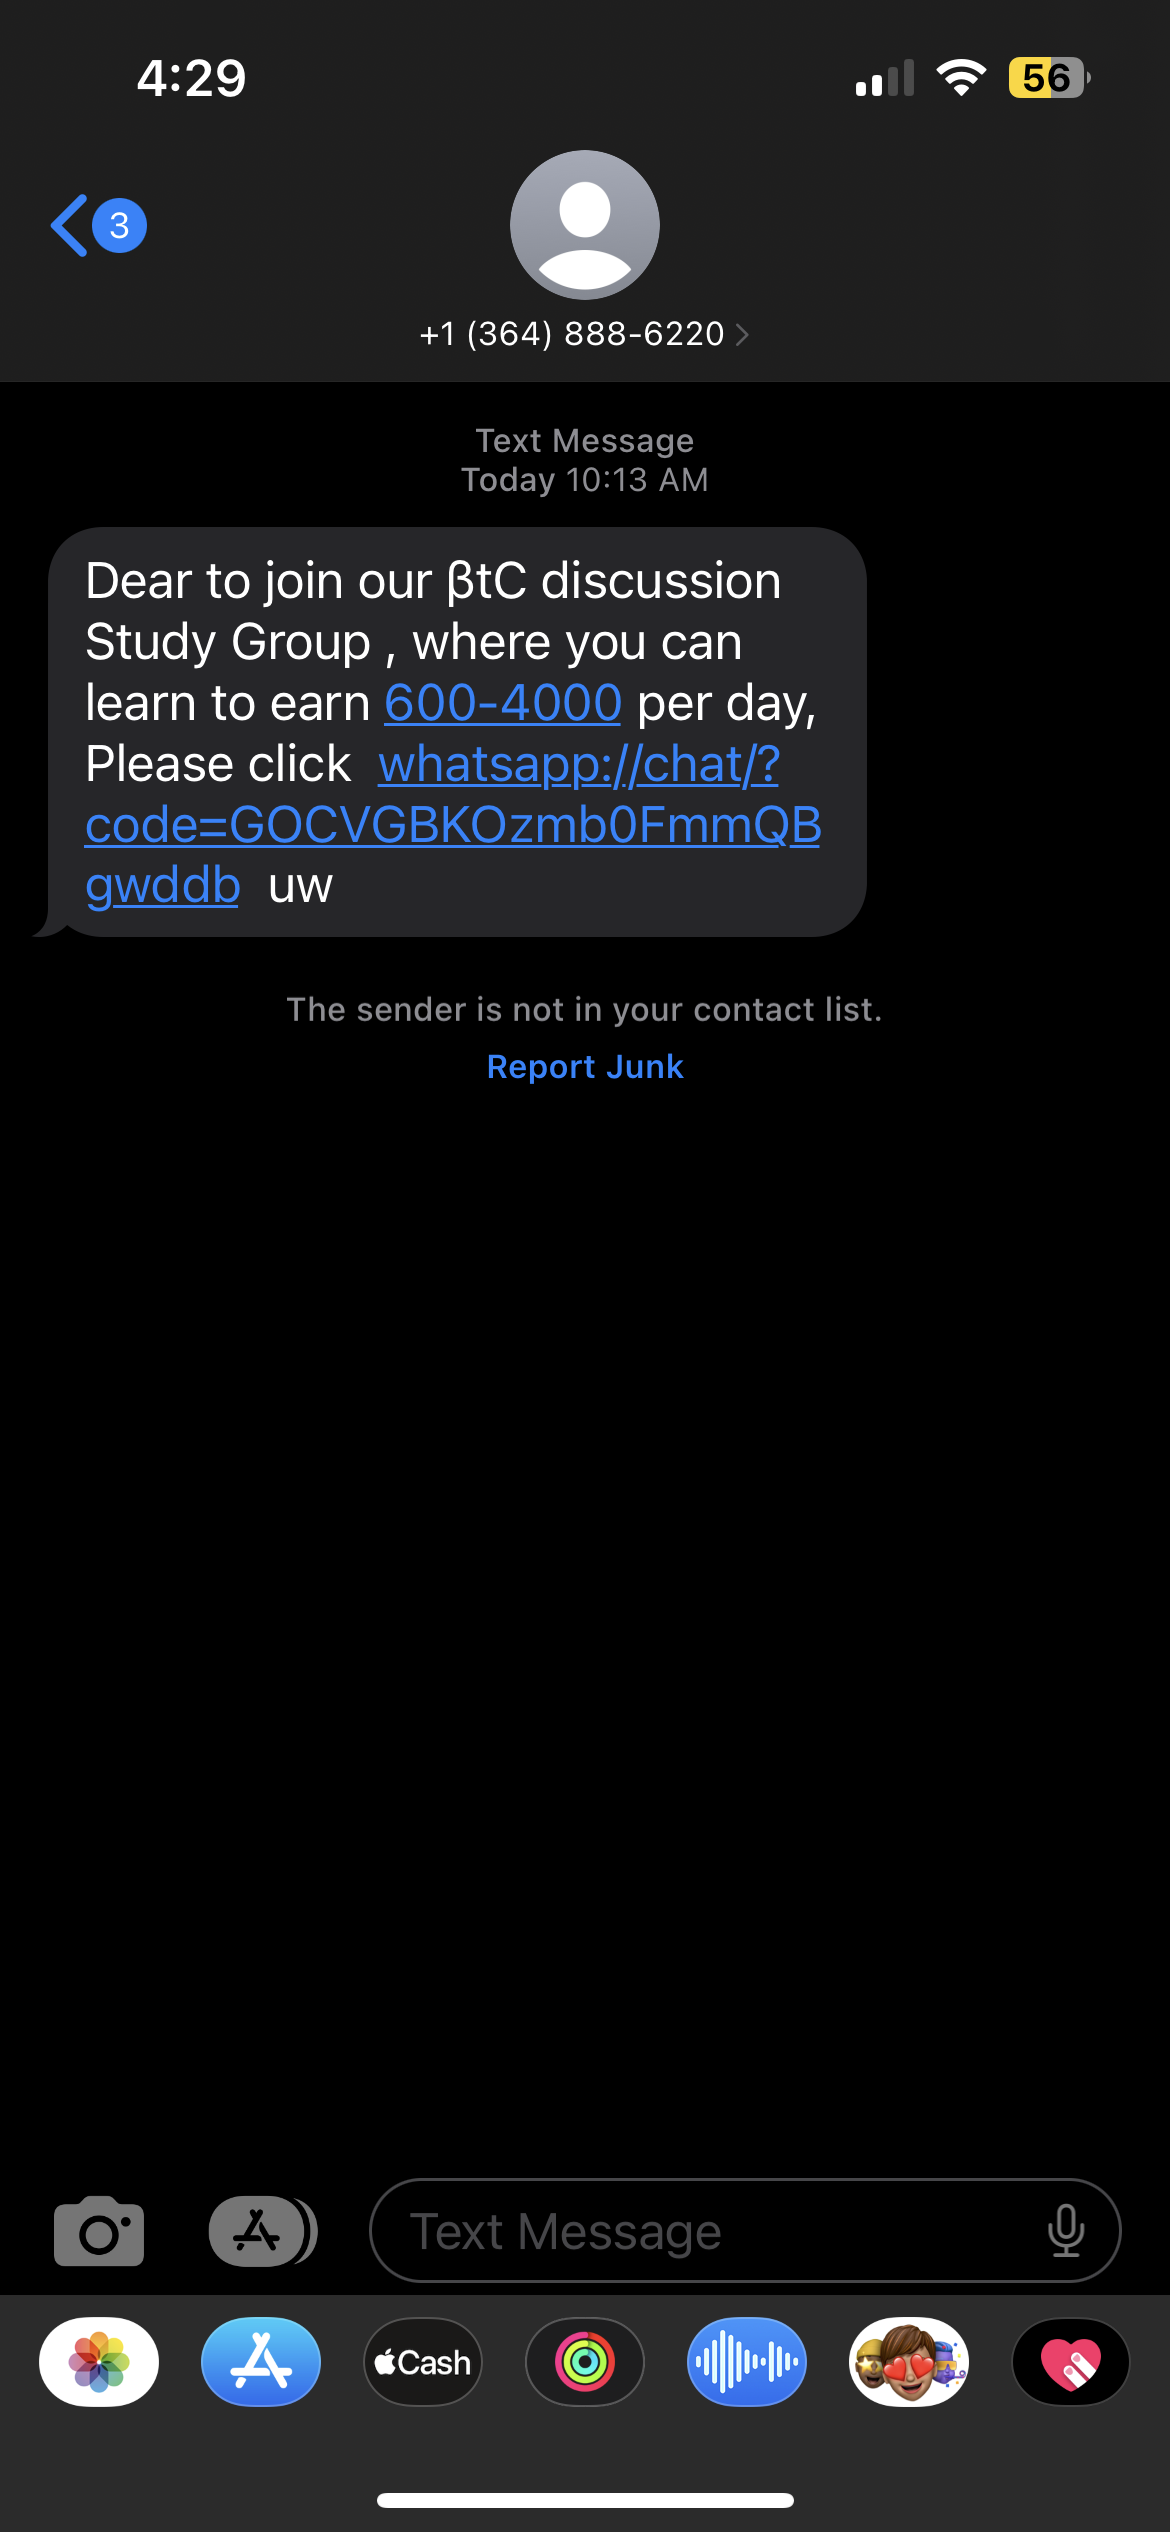 4:29
56
3
+1 (364) 888-6220
Text Message
Today 10:13 AM
Dear to join our βtC discussion
Study Group , where you can
learn to earn 600-4000 per day,
Please click  whatsapp://chat/?
code=GOCVGBKOzmb0FmmQB
gwddb  uw
The sender is not in your contact list.
Report Junk
Text Message
Cash